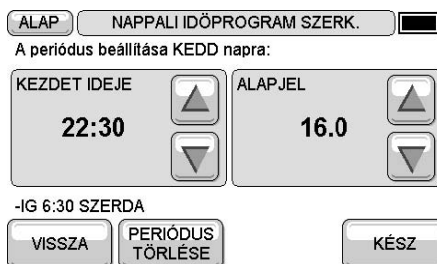 ALAP NAPPALI IDÖPROGRAM SZERK.
A periódus beállítása KEDD napra:
KEZDET IDEJE ALAPJEL
22:30 16.0
-IG 6:30 SZERDA
VISSZA PERIÓDUS TÖRLÉSE KÉSZ